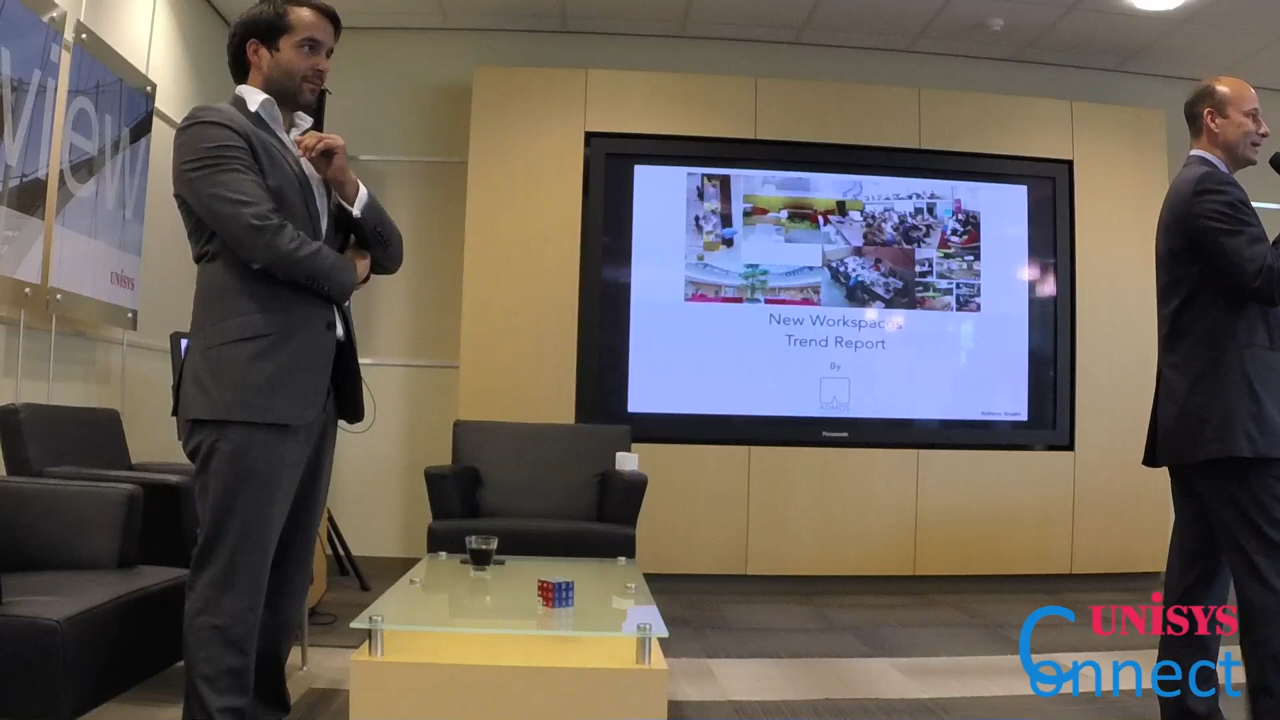 view
UNiSYS
New Workspaces
Trend Report
By
Panasonic
UNiSYS
Connect